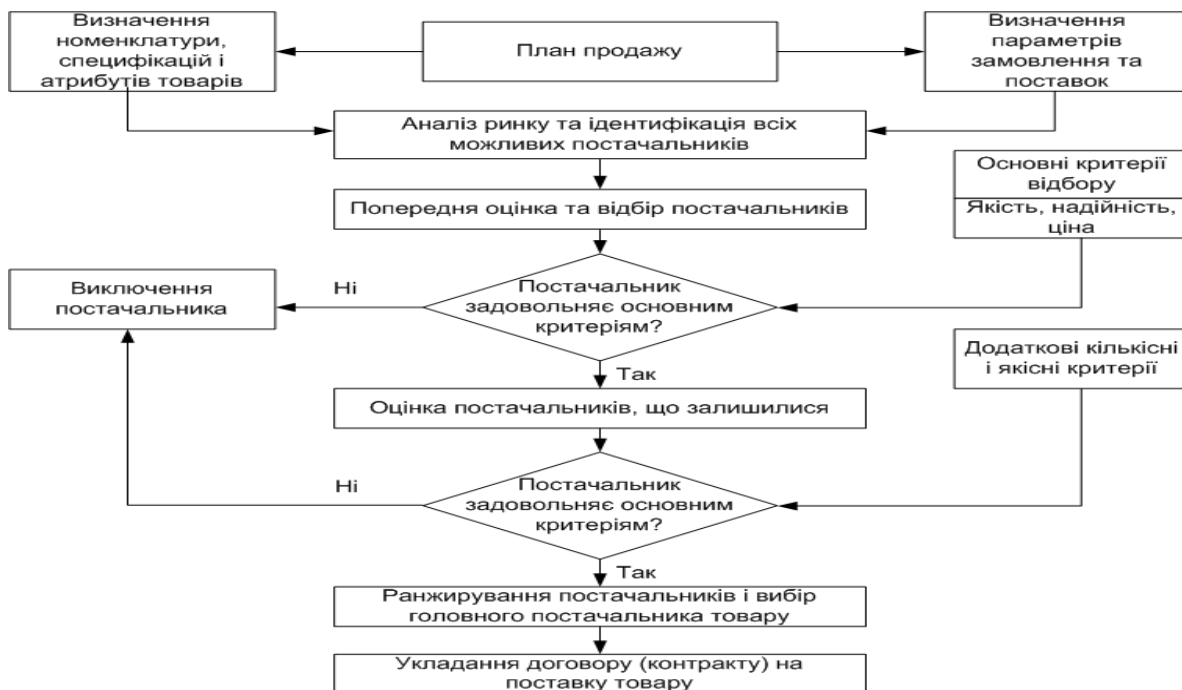 Визначення
номенклатури,
специфікацій і
атрибутів товарів
План продажу
Визначення
параметрів
замовлення та
поставок
Аналіз ринку та ідентифікація всіх
можливих постачальників
Основні критерії
відбору
Якість, надійність,
ціна
Попередня оцінка та відбір постачальників
Виключення
постачальника
Ні
Постачальник
задовольняє основним
критеріям?
Так
Додаткові кількісні
і якісні критерії
Оцінка постачальників, що залишилися
Ні
Постачальник
задовольняє основним
критеріям?
Так
Ранжирування постачальників і вибір
головного постачальника товару
Укладання договору (контракту) на
поставку товару